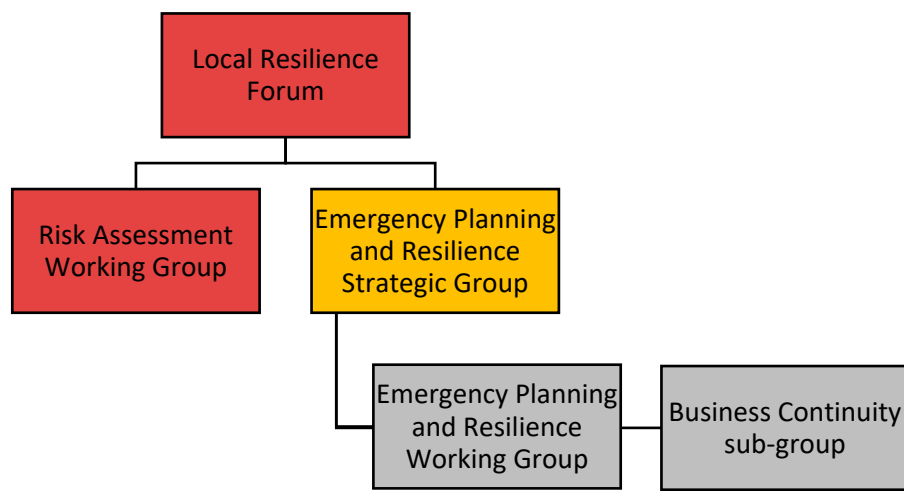 Local Resilience
Forum
Risk Assessment
Working Group
Emergency Planning
and Resilience
Strategic Group
Emergency Planning
and Resilience
Working Group
Business Continuity
sub-group